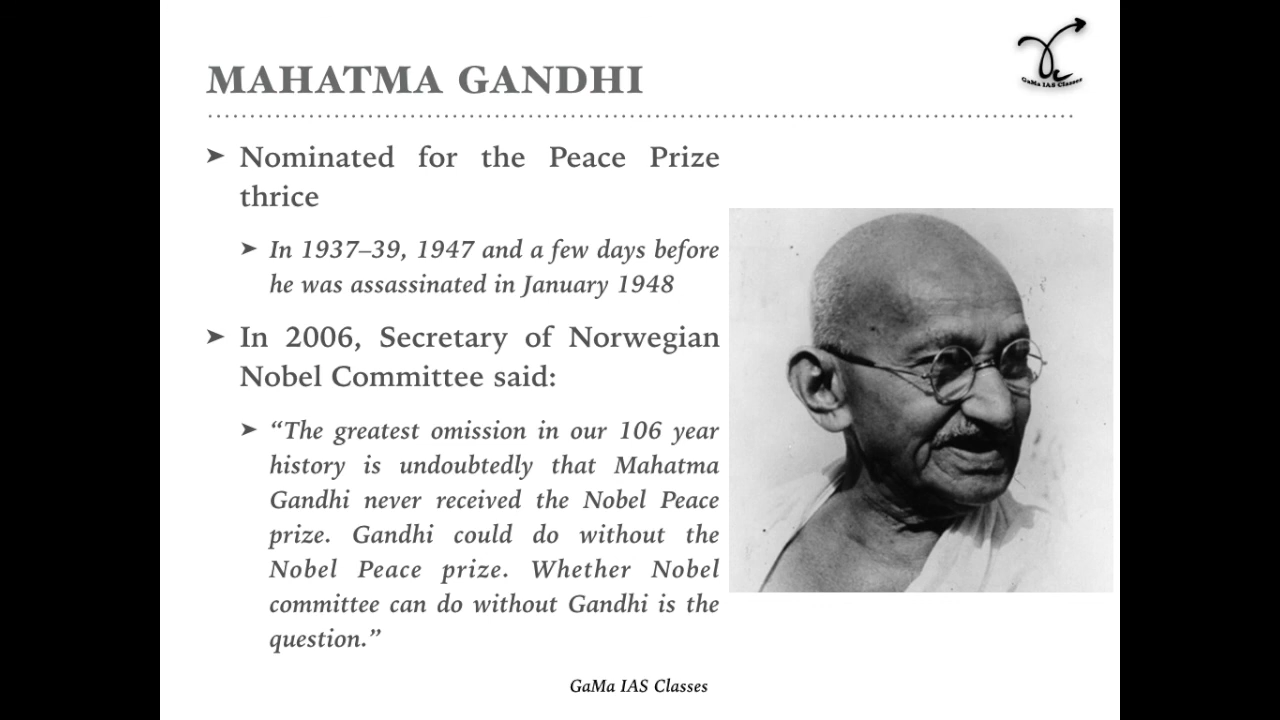 GaMa IAS Classes
MAHATMA GANDHI
➤ Nominated for the Peace Prize
thrice
➤ In 1937–39, 1947 and a few days before
he was assassinated in January 1948
➤ In 2006, Secretary of Norwegian
Nobel Committee said:
➤ “The greatest omission in our 106 year
history is undoubtedly that Mahatma
Gandhi never received the Nobel Peace
prize. Gandhi could do without the
Nobel Peace prize. Whether Nobel
committee can do without Gandhi is the
question.”
GaMa IAS Classes